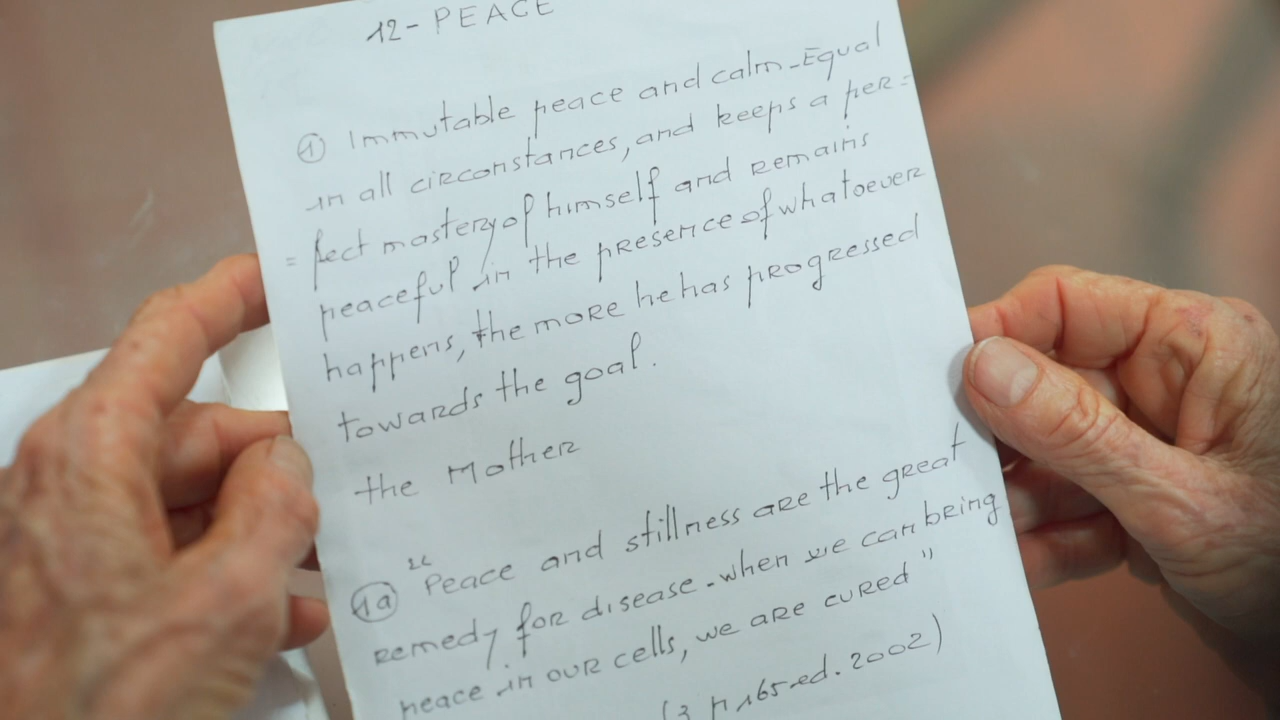 12-PEACE
① Immutable peace and calm-Equal
in all circonstances, and keeps a per=
=fect mastery of himself and remains
peaceful in the presence of whatoever
happens, the more he has progressed
towards the goal.
the Mother
1a "Peace and stillness are the great
remedy for disease-when we can being
peace in our cells, we are cured"
(3 p 165-ed. 2002)